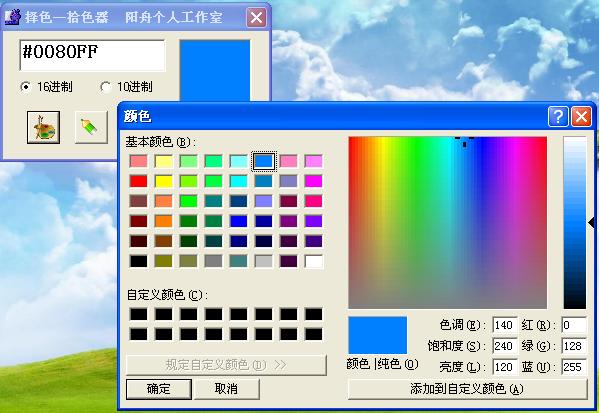 择色—拾色器 阳舟个人工作室
#0080FF
16进制 10进制
颜色
基本颜色(B):
自定义颜色(C):
规定自定义颜色(D) >>
确定 取消
颜色|纯色(O)
色调(E): 140 红(R): 0
饱和度(S): 240 绿(G): 128
亮度(L): 120 蓝(U): 255
添加到自定义颜色(A)